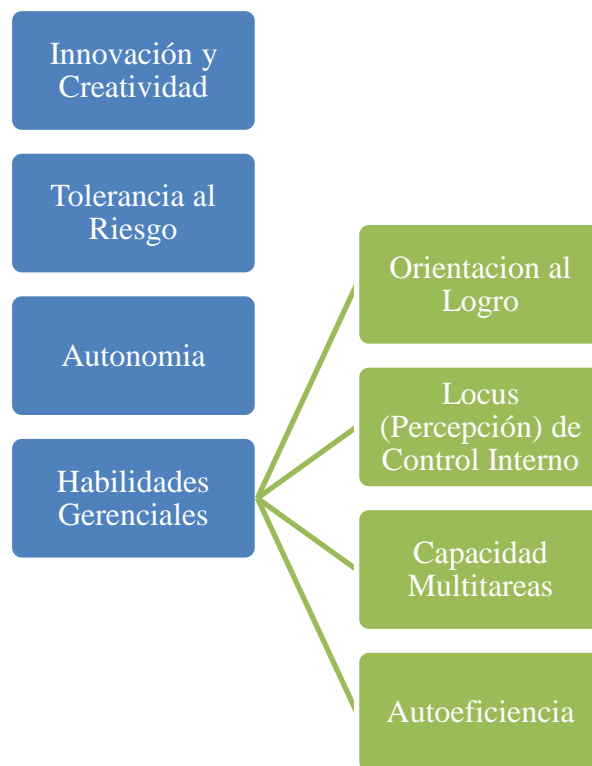 Innovación y
Creatividad
Tolerancia al
Riesgo
Autonomia
Habilidades
Gerenciales
Orientacion al
Logro
Locus
(Percepción) de
Control Interno
Capacidad
Multitareas
Autoeficiencia